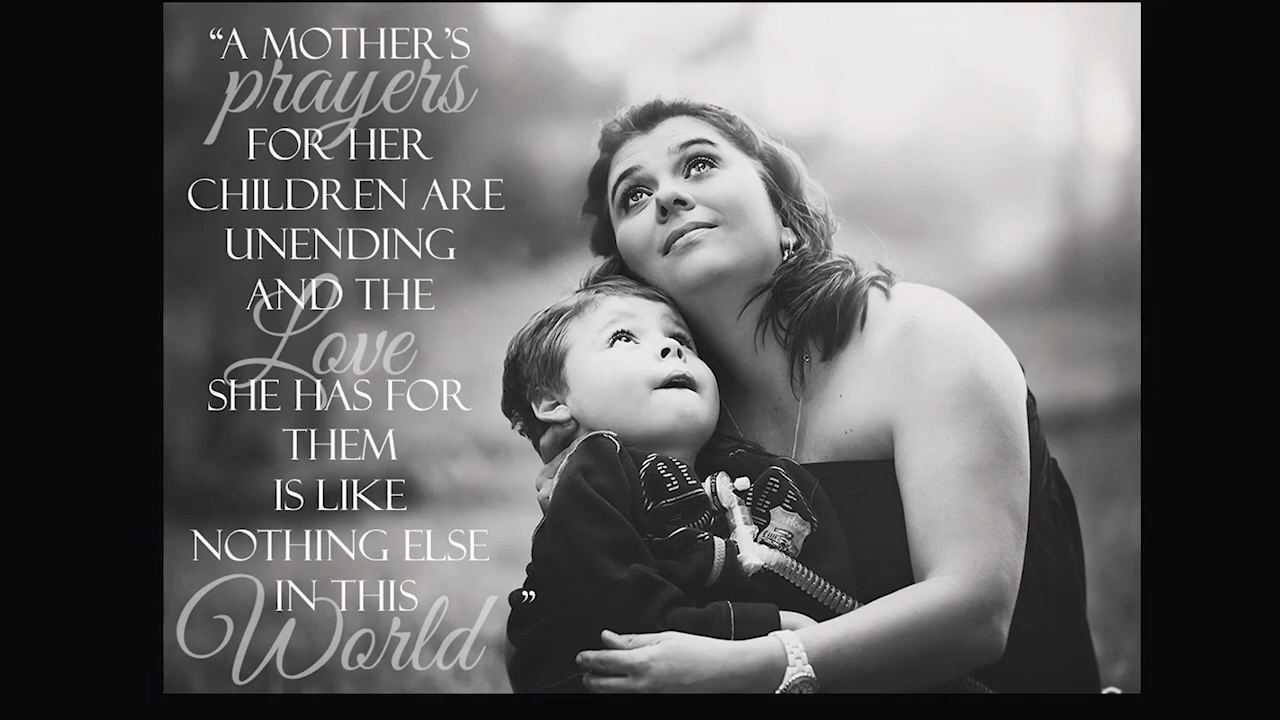 “A MOTHER’S
prayers
FOR HER
CHILDREN ARE
UNENDING
AND THE
Love
SHE HAS FOR
THEM
IS LIKE
NOTHING ELSE
IN THIS
World”